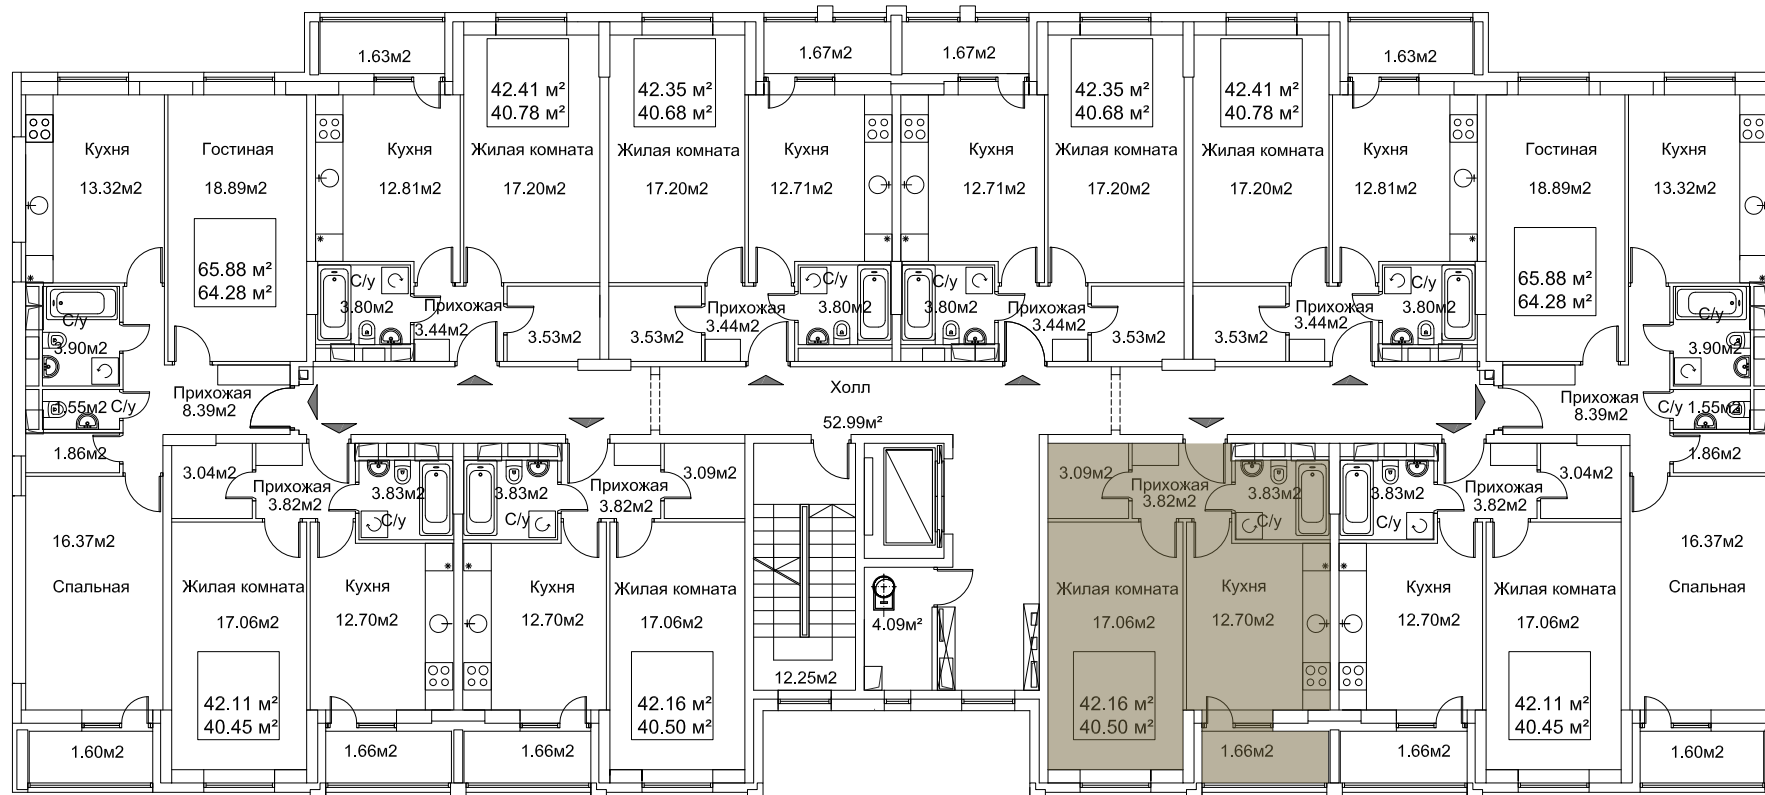 1.63м2
1.67м2
1.67м2
1.63м2
42.41 м²
40.78 м²
42.35 м²
40.68 м²
42.35 м²
40.68 м²
42.41 м²
40.78 м²
Кухня
13.32м2
Гостиная
18.89м2
Кухня
12.81м2
Жилая комната
17.20м2
Жилая комната
17.20м2
Кухня
12.71м2
Кухня
12.71м2
Жилая комната
17.20м2
Жилая комната
17.20м2
Кухня
12.81м2
Гостиная
18.89м2
Кухня
13.32м2
65.88 м²
64.28 м²
65.88 м²
64.28 м²
С/у
3.80м2
Прихожая
3.44м2
3.53м2
3.53м2
Прихожая
3.44м2
С/у
3.80м2
С/у
3.80м2
Прихожая
3.44м2
3.53м2
3.53м2
Прихожая
3.44м2
С/у
3.80м2
С/у
3.90м2
С/у
3.90м2
Прихожая
8.39м2
1.55м2 С/у
Холл
52.99м²
Прихожая
8.39м2
С/у 1.55м2
1.86м2
1.86м2
3.04м2
Прихожая
3.82м2
3.83м2
С/у
3.83м2
С/у
Прихожая
3.82м2
3.09м2
3.09м2
Прихожая
3.82м2
3.83м2
С/у
3.83м2
С/у
Прихожая
3.82м2
3.04м2
16.37м2
Спальная
Жилая комната
17.06м2
Кухня
12.70м2
Кухня
12.70м2
Жилая комната
17.06м2
4.09м²
12.25м2
Жилая комната
17.06м2
Кухня
12.70м2
Кухня
12.70м2
Жилая комната
17.06м2
16.37м2
Спальная
42.11 м²
40.45 м²
42.16 м²
40.50 м²
42.16 м²
40.50 м²
42.11 м²
40.45 м²
1.60м2
1.66м2
1.66м2
1.66м2
1.66м2
1.60м2